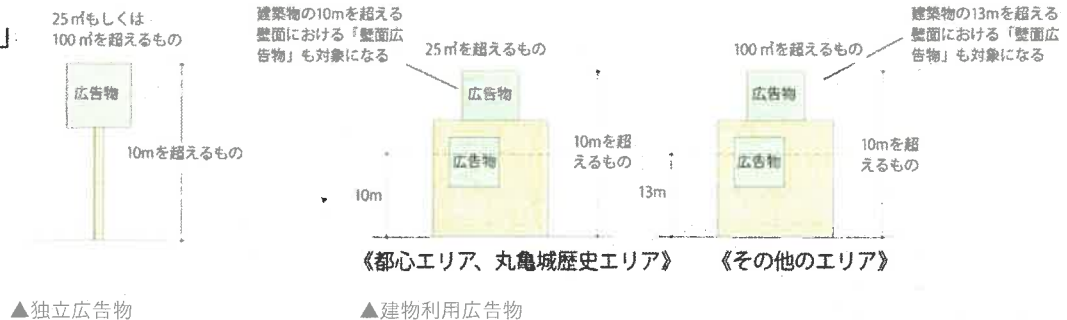 」
25㎡もしくは
100㎡を超えるもの
広告物
10mを超えるもの
建築物の10mを超える
壁面における「壁面広
告物」も対象になる
25㎡を超えるもの
広告物
広告物
10mを超
えるもの
10m
《都心エリア、丸亀城歴史エリア》
建築物の13mを超える
壁面における「壁面広
告物」も対象になる
100㎡を超えるもの
広告物
広告物
10mを超
えるもの
13m
《その他のエリア》
▲独立広告物
▲建物利用広告物